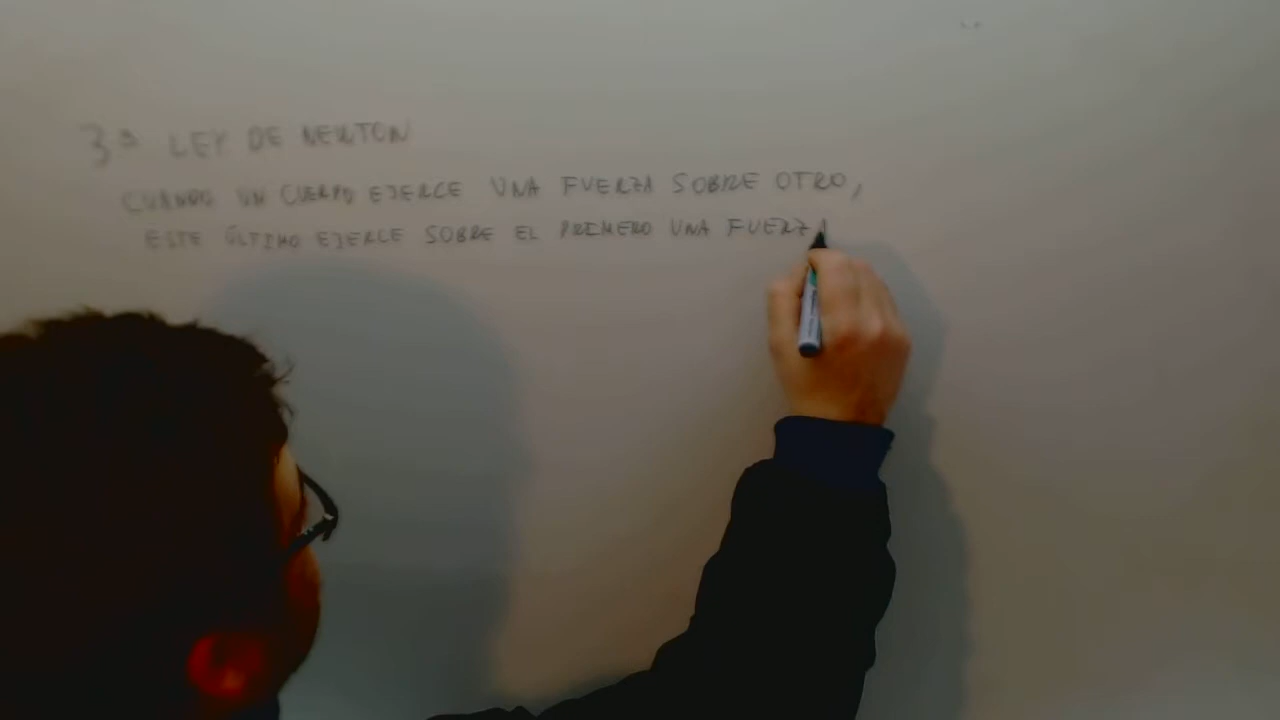 3ª LEY DE NEWTON
CUANDO UN CUERPO EJERCE UNA FUERZA SOBRE OTRO,
ESTE ÚLTIMO EJERCE SOBRE EL PRIMERO UNA FUERZA